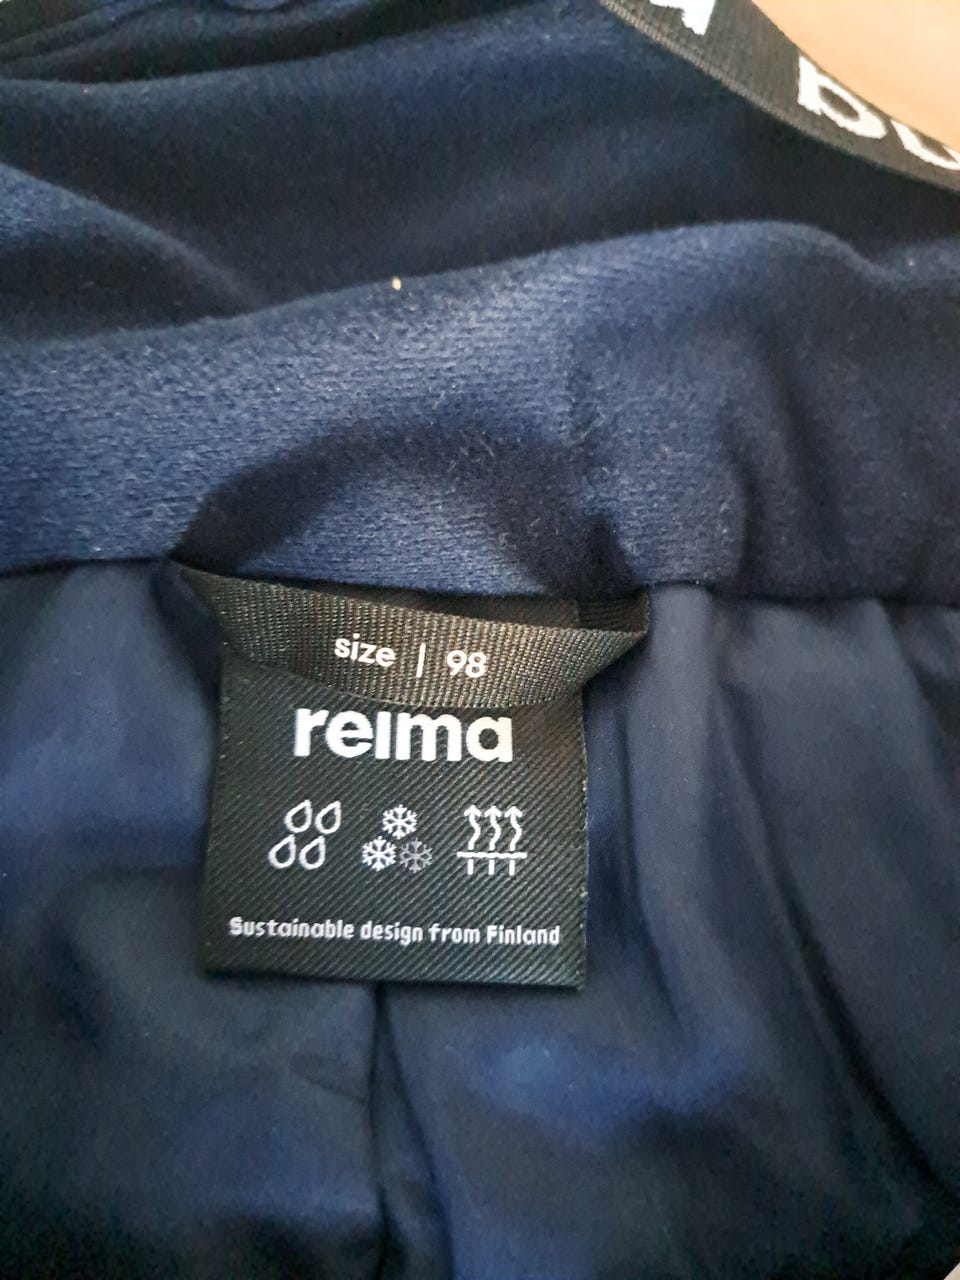 size | 98
reima
Sustainable design from Finland